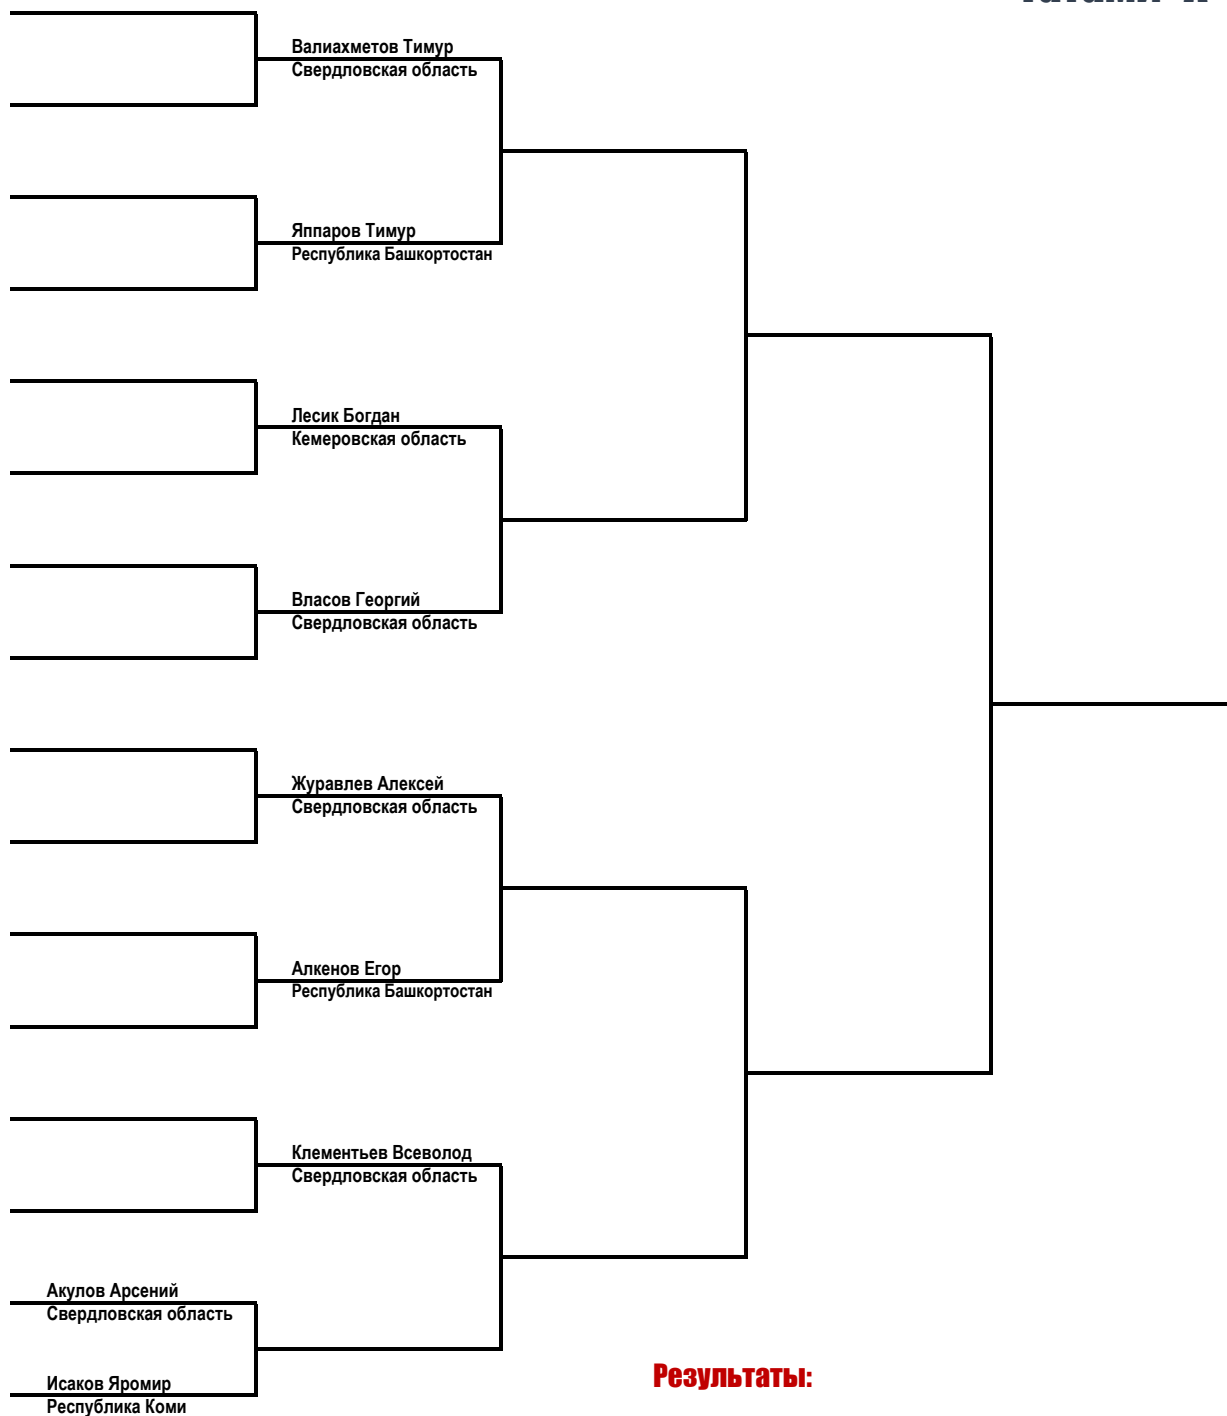 Валиахметов Тимур
Свердловская область
Яппаров Тимур
Республика Башкортостан
Лесик Богдан
Кемеровская область
Власов Георгий
Свердловская область
Журавлев Алексей
Свердловская область
Алкенов Егор
Республика Башкортостан
Клементьев Всеволод
Свердловская область
Акулов Арсений
Свердловская область
Исаков Яромир
Республика Коми
Результаты: